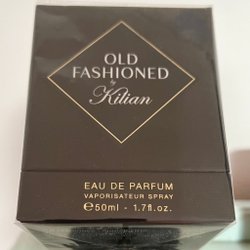 OLD
FASHIONED
by
Kilian
EAU DE PARFUM
VAPORISATEUR SPRAY
℮50ml - 1.7fl.oz.